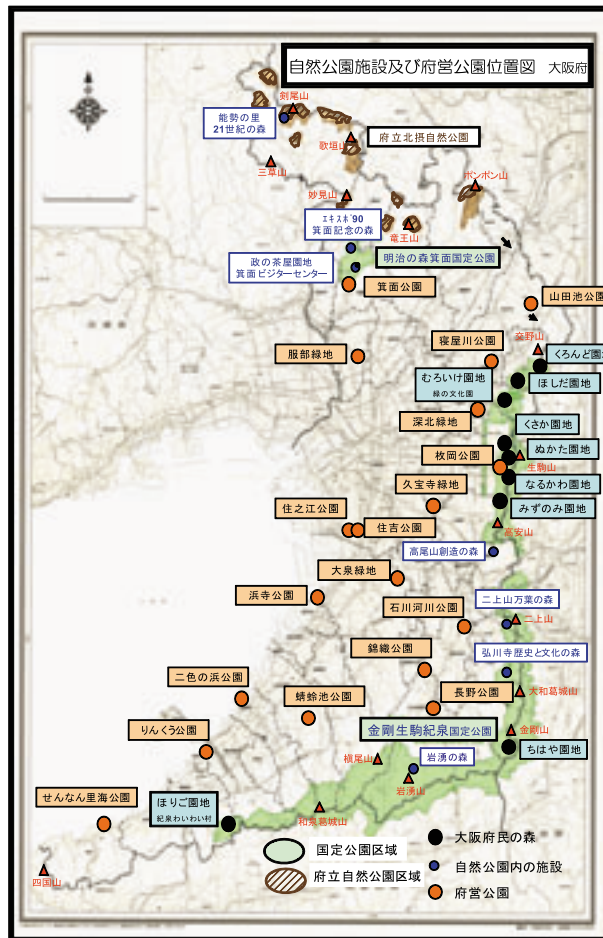 自然公園施設及び府営公園位置図 大阪府
能勢の里
21世紀の森
剣尾山
歌垣山
府立北摂自然公園
三草山
妙見山
ポンポン山
エキスポ'90
箕面記念の森
竜王山
政の茶屋園地
箕面ビジターセンター
明治の森箕面国定公園
箕面公園
山田池公園
交野山
服部緑地
寝屋川公園
くろんど園地
むろいけ園地
緑の文化園
ほしだ園地
深北緑地
くさか園地
枚岡公園
ぬかた園地
生駒山
なるかわ園地
久宝寺緑地
みずのみ園地
住之江公園
住吉公園
高安山
高尾山創造の森
大泉緑地
浜寺公園
二上山万葉の森
石川河川公園
二上山
錦織公園
弘川寺歴史と文化の森
二色の浜公園
蜻蛉池公園
長野公園
大和葛城山
りんくう公園
金剛生駒紀泉国定公園
金剛山
ちはや園地
槇尾山
岩湧の森
岩湧山
せんなん里海公園
ほりご園地
紀泉わいわい村
和泉葛城山
四国山
国定公園区域
府立自然公園区域
大阪府民の森
自然公園内の施設
府営公園